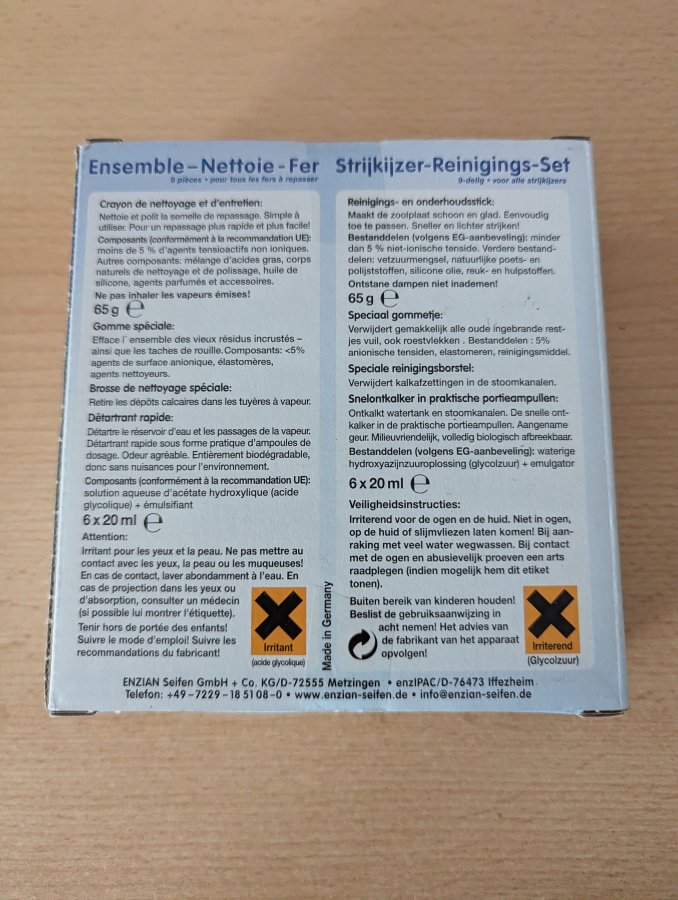 Ensemble – Nettoie – Fer
9 pièces • pour tous les fers à repasser
Crayon de nettoyage et d'entretien:
Nettoie et polit la semelle de repassage. Simple à
utiliser. Pour un repassage plus rapide et plus facile!
Composants (conformément à la recommandation UE):
moins de 5 % d'agents tensioactifs non ioniques.
Autres composants: mélange d'acides gras, corps
naturels de nettoyage et de polissage, huile de
silicone, agents parfumés et accessoires.
Ne pas inhaler les vapeurs émises!
65 g ℮
Gomme spéciale:
Efface l' ensemble des vieux résidus incrustés –
ainsi que les taches de rouille. Composants: <5%
agents de surface anionique, élastomères,
agents nettoyeurs.
Brosse de nettoyage spéciale:
Retire les dépôts calcaires dans les tuyères à vapeur.
Détartrant rapide:
Détartre le réservoir d'eau et les passages de la vapeur.
Détartrant rapide sous forme pratique d'ampoules de
dosage. Odeur agréable. Entièrement biodégradable,
donc sans nuisances pour l'environnement.
Composants (conformément à la recommandation UE):
solution aqueuse d'acétate hydroxylique (acide
glycolique) + émulsifiant
6 x 20 ml ℮
Attention:
Irritant pour les yeux et la peau. Ne pas mettre au
contact avec les yeux, la peau ou les muqueuses!
En cas de contact, laver abondamment à l'eau. En
cas de projection dans les yeux ou
d'absorption, consulter un médecin
(si possible lui montrer l'étiquette).
Tenir hors de portée des enfants!
Suivre le mode d'emploi! Suivre les
recommandations du fabricant!
Irritant
(acide glycolique)
Made in Germany
Strijkijzer-Reinigings-Set
9-delig • voor alle strijkijzers
Reinigings- en onderhoudsstick:
Maakt de zoolplaat schoon en glad. Eenvoudig
toe te passen. Sneller en lichter strijken!
Bestanddelen (volgens EG-aanbeveling): minder
dan 5 % niet-ionische tenside. Verdere bestand-
delen: vetzuurmengsel, natuurlijke poets- en
polijststoffen, silicone olie, reuk- en hulpstoffen.
Ontstane dampen niet inademen!
65 g ℮
Speciaal gommetje:
Verwijdert gemakkelijk alle oude ingebrande rest-
jes vuil, ook roestvlekken . Bestanddelen : 5%
anionische tensiden, elastomeren, reinigingsmiddel.
Speciale reinigingsborstel:
Verwijdert kalkafzettingen in de stoomkanalen.
Snelontkalker in praktische portieampullen:
Ontkalkt watertank en stoomkanalen. De snelle ont-
kalker in de praktische portieampullen. Aangename
geur. Milieuvriendelijk, volledig biologisch afbreekbaar.
Bestanddelen (volgens EG-aanbeveling): waterige
hydroxyazijnzuuroplossing (glycolzuur) + emulgator
6 x 20 ml ℮
Veiligheidsinstructies:
Irriterend voor de ogen en de huid. Niet in ogen,
op de huid of slijmvliezen laten komen! Bij aan-
raking met veel water wegwassen. Bij contact
met de ogen en abusievelijk proeven een arts
raadplegen (indien mogelijk hem dit etiket
tonen).
Buiten bereik van kinderen houden!
Beslist de gebruiksaanwijzing in
acht nemen! Het advies van
de fabrikant van het apparaat
opvolgen!
Irriterend
(Glycolzuur)
ENZIAN Seifen GmbH + Co. KG/D-72555 Metzingen • enziPAC/D-76473 Iffezheim
Telefon: +49-7229-185108-0 • www.enzian-seifen.de • info@enzian-seifen.de